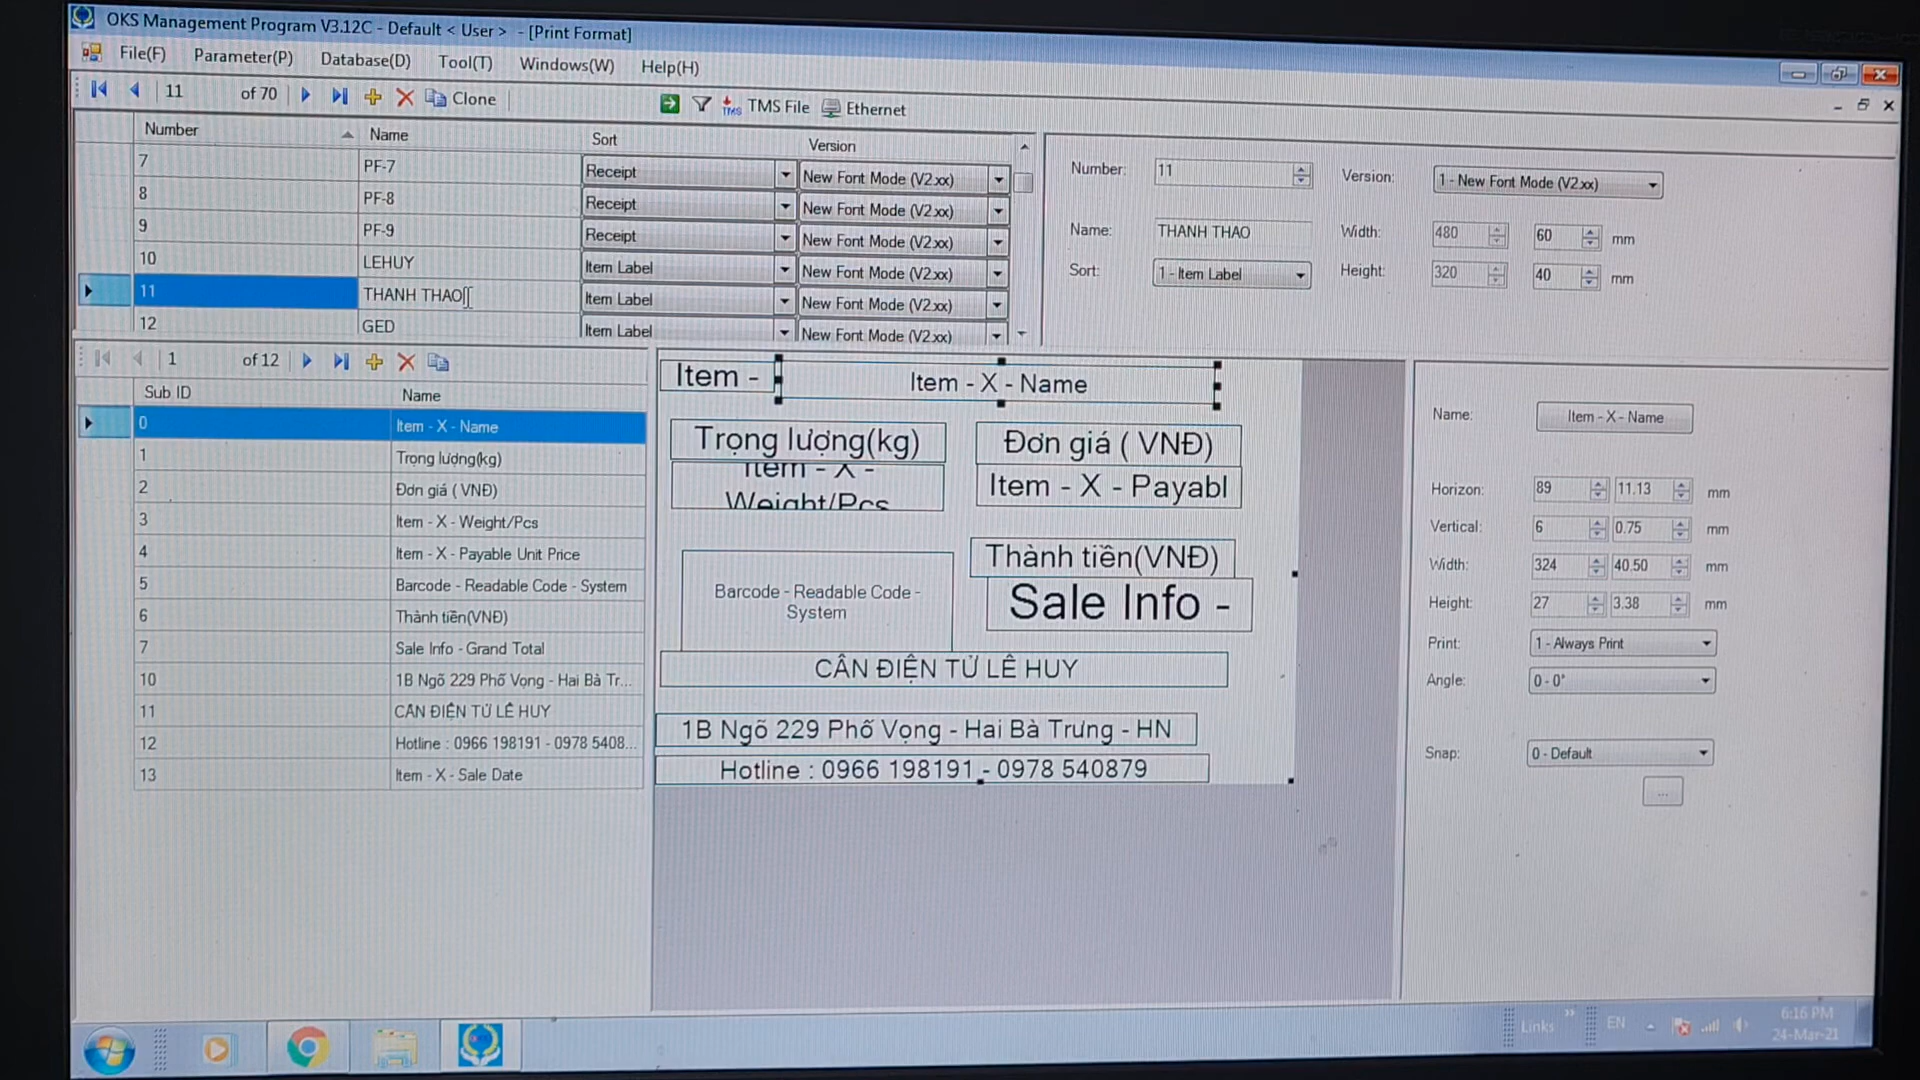 OKS Management Program V3.12C - Default < User > - [Print Format]
File(F) Parameter(P) Database(D) Tool(T) Windows(W) Help(H)
11 of 70 Clone TMS TMS File Ethernet
Number Name Sort Version
7 PF-7 Receipt New Font Mode (V2.xx)
8 PF-8 Receipt New Font Mode (V2.xx)
9 PF-9 Receipt New Font Mode (V2.xx)
10 LEHUY Item Label New Font Mode (V2.xx)
11 THANH THAO Item Label New Font Mode (V2.xx)
12 GED Item Label New Font Mode (V2.xx)
Number: 11 Version: 1 - New Font Mode (V2.xx)
Name: THANH THAO Width: 480 60 mm
Sort: 1 - Item Label Height: 320 40 mm
1 of 12
Sub ID Name
0 Item - X - Name
1 Trọng lượng(kg)
2 Đơn giá ( VNĐ)
3 Item - X - Weight/Pcs
4 Item - X - Payable Unit Price
5 Barcode - Readable Code - System
6 Thành tiền(VNĐ)
7 Sale Info - Grand Total
10 1B Ngõ 229 Phố Vọng - Hai Bà Tr...
11 CÂN ĐIỆN TỬ LÊ HUY
12 Hotline : 0966 198191 - 0978 5408...
13 Item - X - Sale Date
Item - Item - X - Name
Trọng lượng(kg) Đơn giá ( VNĐ)
Item - X -
Weight/Pcs
Item - X - Payabl
Thành tiền(VNĐ)
Barcode - Readable Code -
System
Sale Info -
CÂN ĐIỆN TỬ LÊ HUY
1B Ngõ 229 Phố Vọng - Hai Bà Trưng - HN
Hotline : 0966 198191 - 0978 540879
Name: Item - X - Name
Horizon: 89 11.13 mm
Vertical: 6 0.75 mm
Width: 324 40.50 mm
Height: 27 3.38 mm
Print: 1 - Always Print
Angle: 0 - 0°
Snap: 0 - Default
...
Links » EN 6:16 PM
24-Mar-21